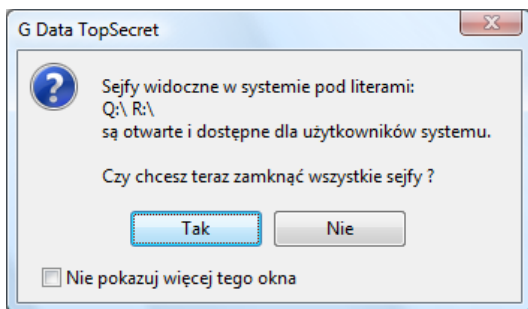 G Data TopSecret
Sejfy widoczne w systemie pod literami:
Q:\ R:\
są otwarte i dostępne dla użytkowników systemu.
Czy chcesz teraz zamknąć wszystkie sejfy ?
Tak
Nie
Nie pokazuj więcej tego okna